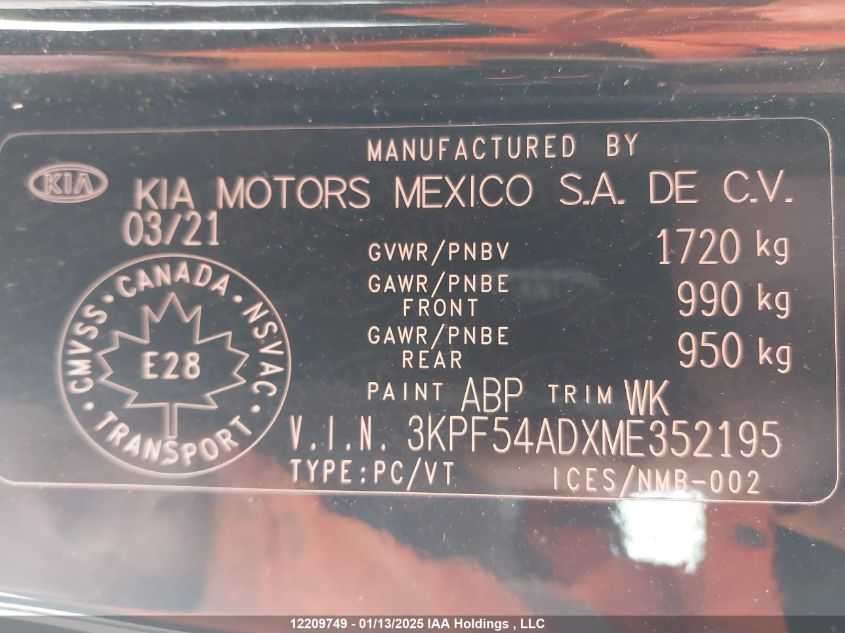 MANUFACTURED BY
KIA
KIA MOTORS MEXICO S.A. DE C.V.
03/21
GVWR/PNBV 1720 kg
GAWR/PNBE FRONT 990 kg
GAWR/PNBE REAR 950 kg
CMVSS · CANADA · NSVAC · TRANSPORT ·
E28
PAINT ABP TRIM WK
V.I.N. 3KPF54ADXME352195
TYPE:PC/VT ICES/NMB-002
12209749 - 01/13/2025 IAA Holdings , LLC